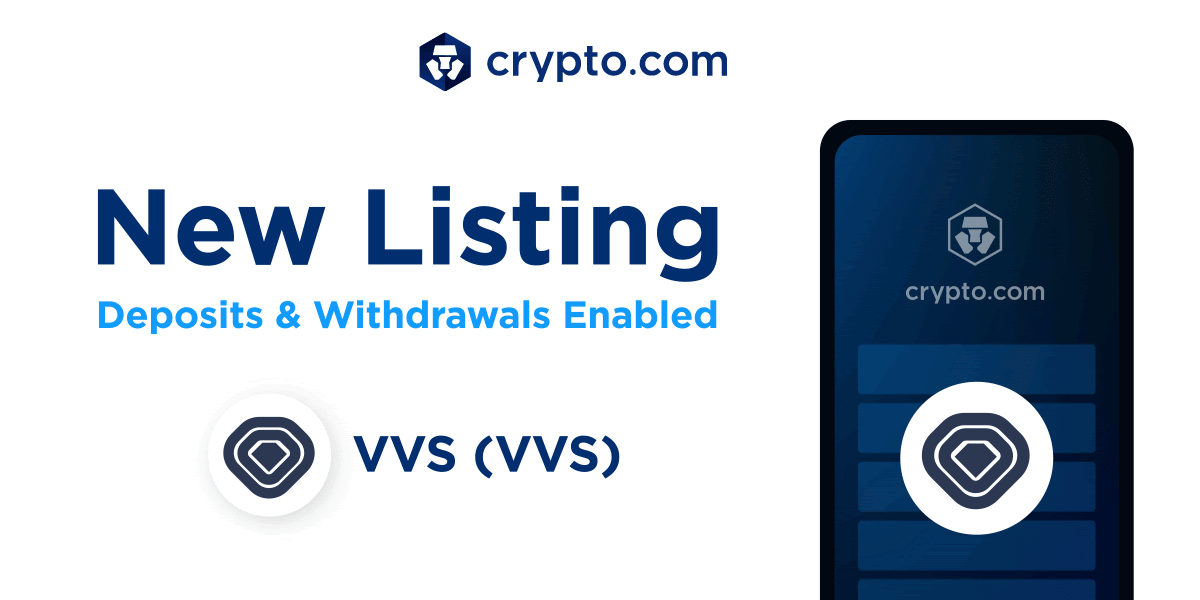 crypto.com
New Listing
Deposits & Withdrawals Enabled
VVS (VVS)
crypto.com